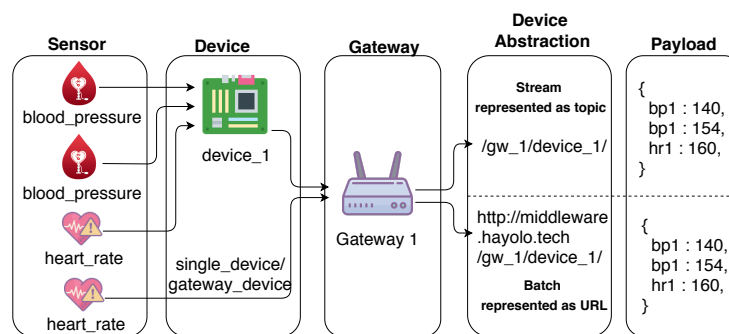 Sensor
blood_pressure
blood_pressure
heart_rate
heart_rate
Device
device_1
single_device/
gateway_device
Gateway
Gateway 1
Device
Abstraction
Stream
represented as topic
/gw_1/device_1/
http://middleware
.hayolo.tech
/gw_1/device_1/
Batch
represented as URL
Payload
{
bp1 : 140,
bp1 : 154,
hr1 : 160,
}
{
bp1 : 140,
bp1 : 154,
hr1 : 160,
}